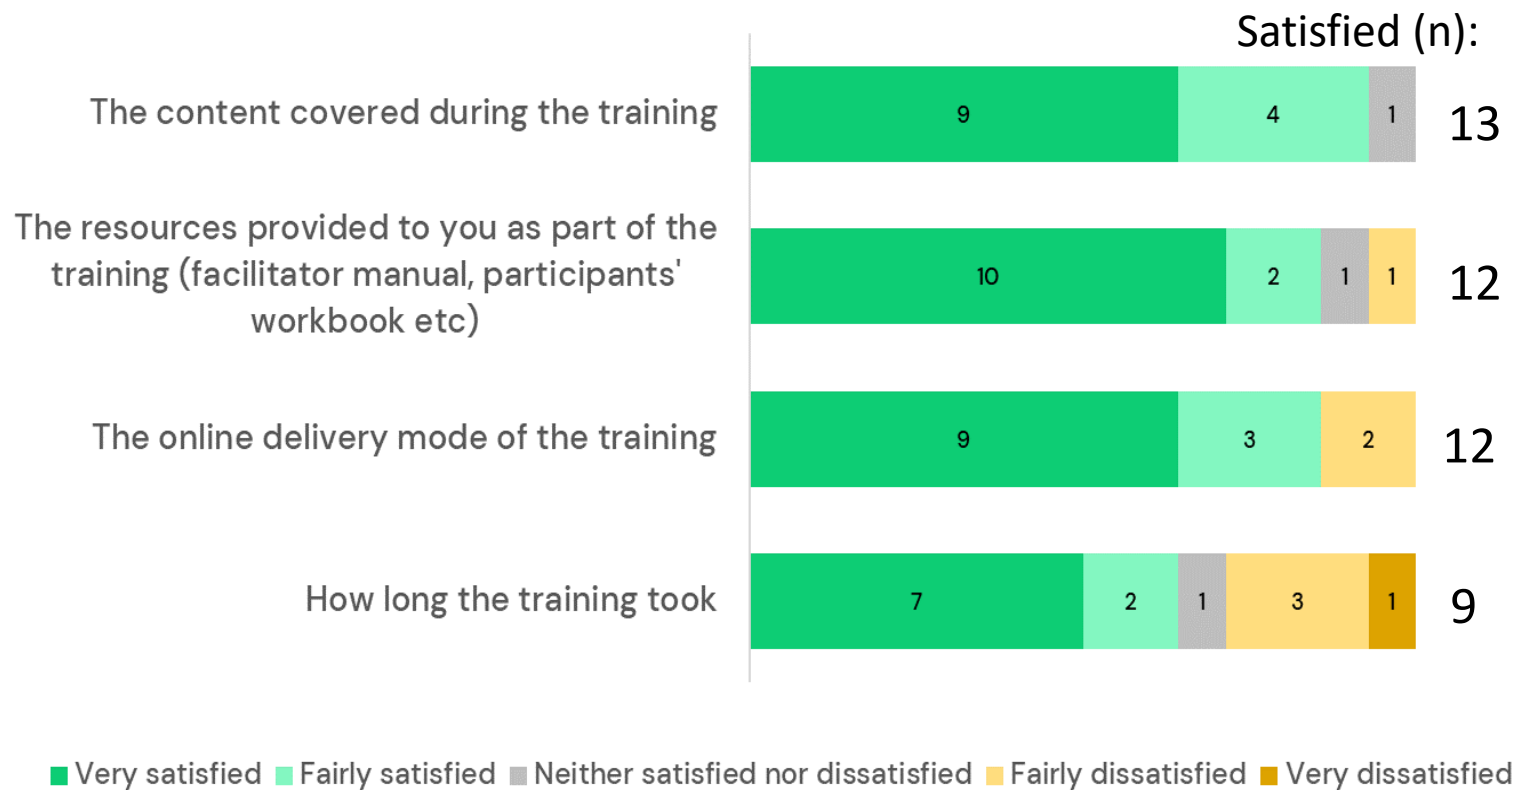 Satisfied (n):
The content covered during the training
9 4 1 13
The resources provided to you as part of the
training (facilitator manual, participants'
workbook etc)
10 2 1 1 12
The online delivery mode of the training
9 3 2 12
How long the training took
7 2 1 3 1 9
Very satisfied Fairly satisfied Neither satisfied nor dissatisfied Fairly dissatisfied Very dissatisfied